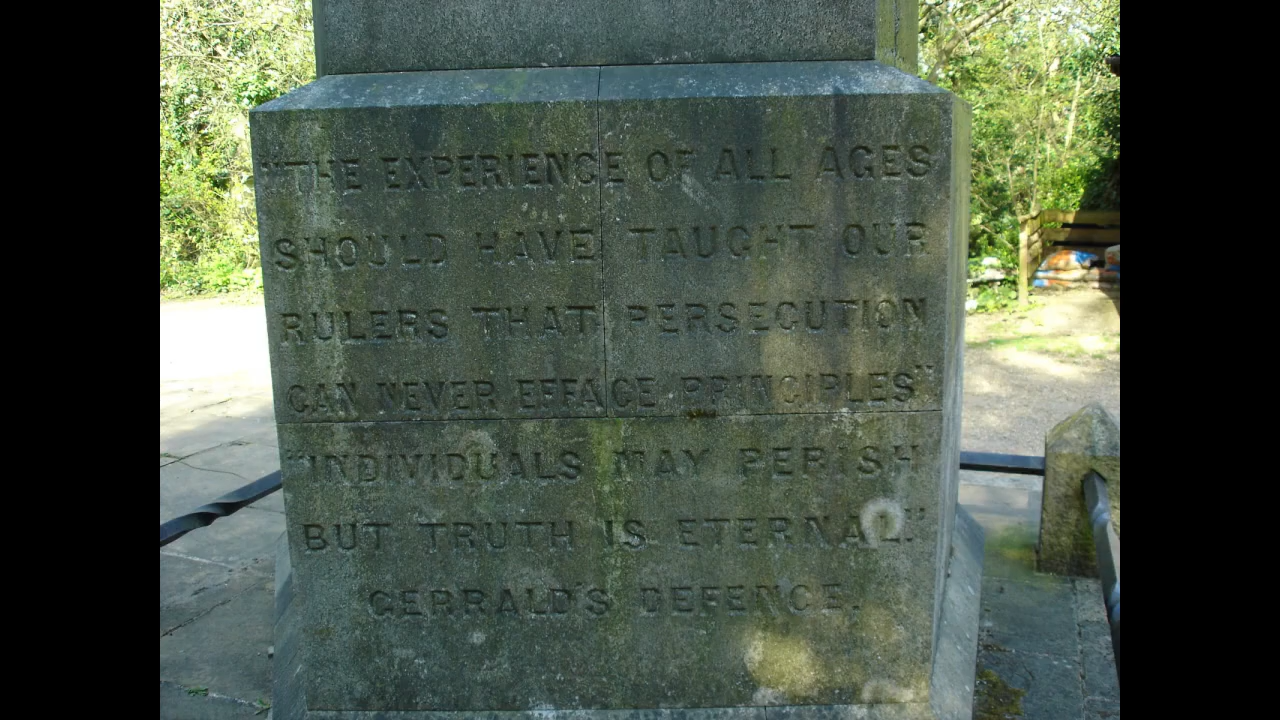 "THE EXPERIENCE OF ALL AGES
SHOULD HAVE TAUGHT OUR
RULERS THAT PERSECUTION
CAN NEVER EFFACE PRINCIPLES"
"INDIVIDUALS MAY PERISH
BUT TRUTH IS ETERNAL."
GERRALD'S DEFENCE.